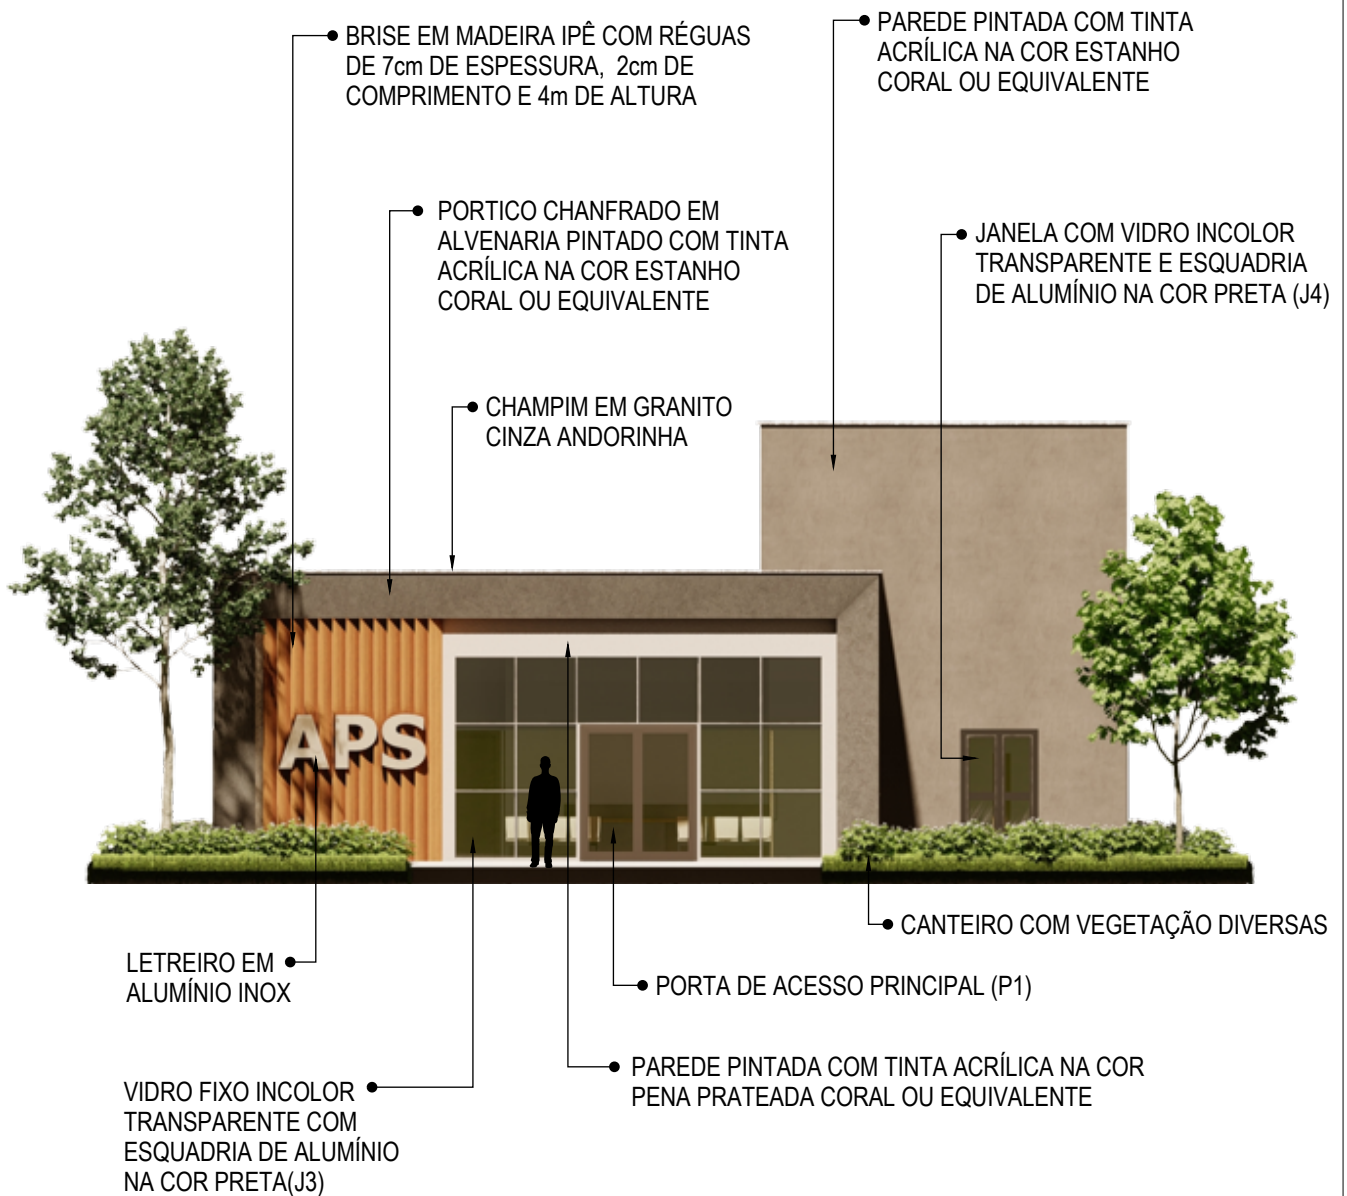 BRISE EM MADEIRA IPÊ COM RÉGUAS
DE 7cm DE ESPESSURA, 2cm DE
COMPRIMENTO E 4m DE ALTURA
PAREDE PINTADA COM TINTA
ACRÍLICA NA COR ESTANHO
CORAL OU EQUIVALENTE
PORTICO CHANFRADO EM
ALVENARIA PINTADO COM TINTA
ACRÍLICA NA COR ESTANHO
CORAL OU EQUIVALENTE
JANELA COM VIDRO INCOLOR
TRANSPARENTE E ESQUADRIA
DE ALUMÍNIO NA COR PRETA (J4)
CHAMPIM EM GRANITO
CINZA ANDORINHA
APS
CANTEIRO COM VEGETAÇÃO DIVERSAS
LETREIRO EM
ALUMÍNIO INOX
PORTA DE ACESSO PRINCIPAL (P1)
PAREDE PINTADA COM TINTA ACRÍLICA NA COR
PENA PRATEADA CORAL OU EQUIVALENTE
VIDRO FIXO INCOLOR
TRANSPARENTE COM
ESQUADRIA DE ALUMÍNIO
NA COR PRETA(J3)